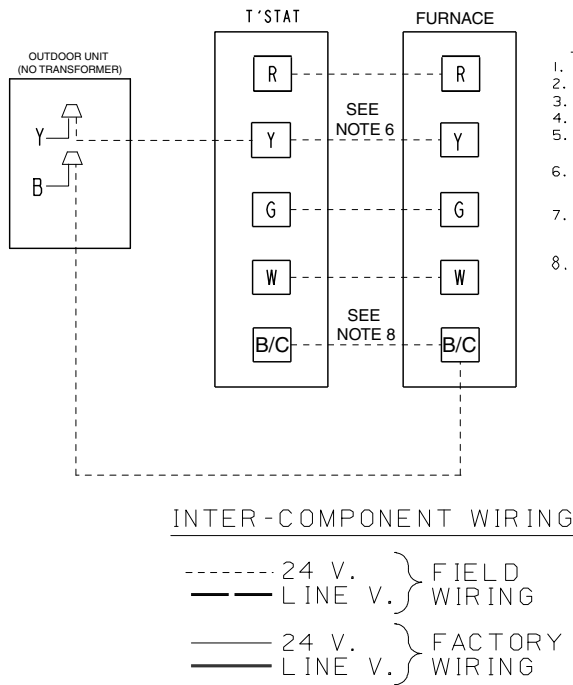 T'STAT
FURNACE
OUTDOOR UNIT
(NO TRANSFORMER)
Y
B
R
R
SEE
NOTE 6
Y
Y
G
G
W
W
SEE
NOTE 8
B/C
B/C
1.
2.
3.
4.
5.
6.
7.
8.
INTER-COMPONENT WIRING
24 V.
LINE V.
FIELD
WIRING
24 V.
LINE V.
FACTORY
WIRING